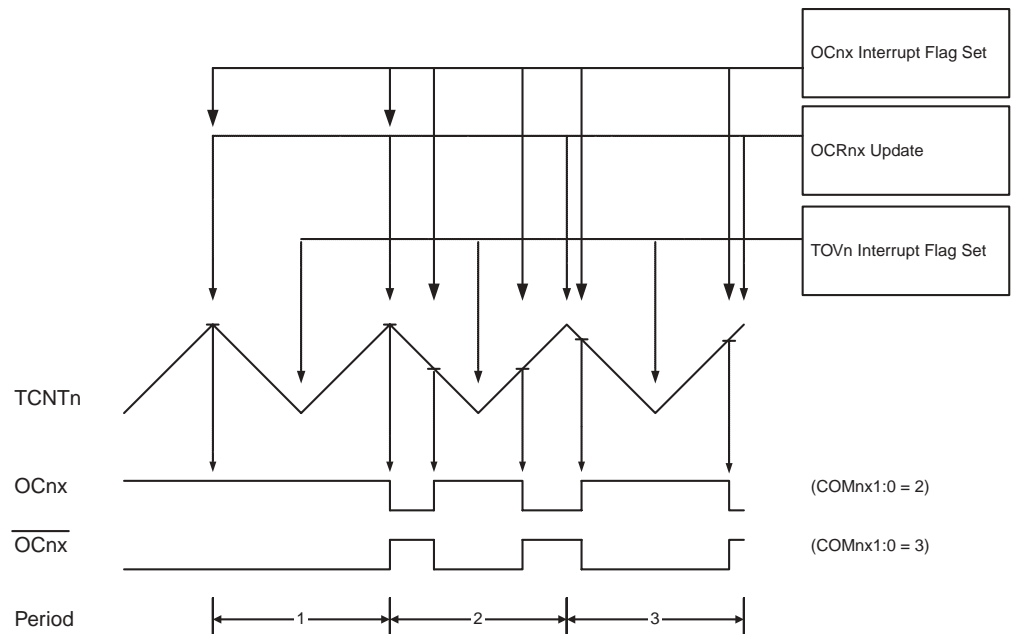 OCnx Interrupt Flag Set
OCRnx Update
TOVn Interrupt Flag Set
TCNTn
OCnx
(COMnx1:0 = 2)
OCnx
(COMnx1:0 = 3)
Period
1
2
3